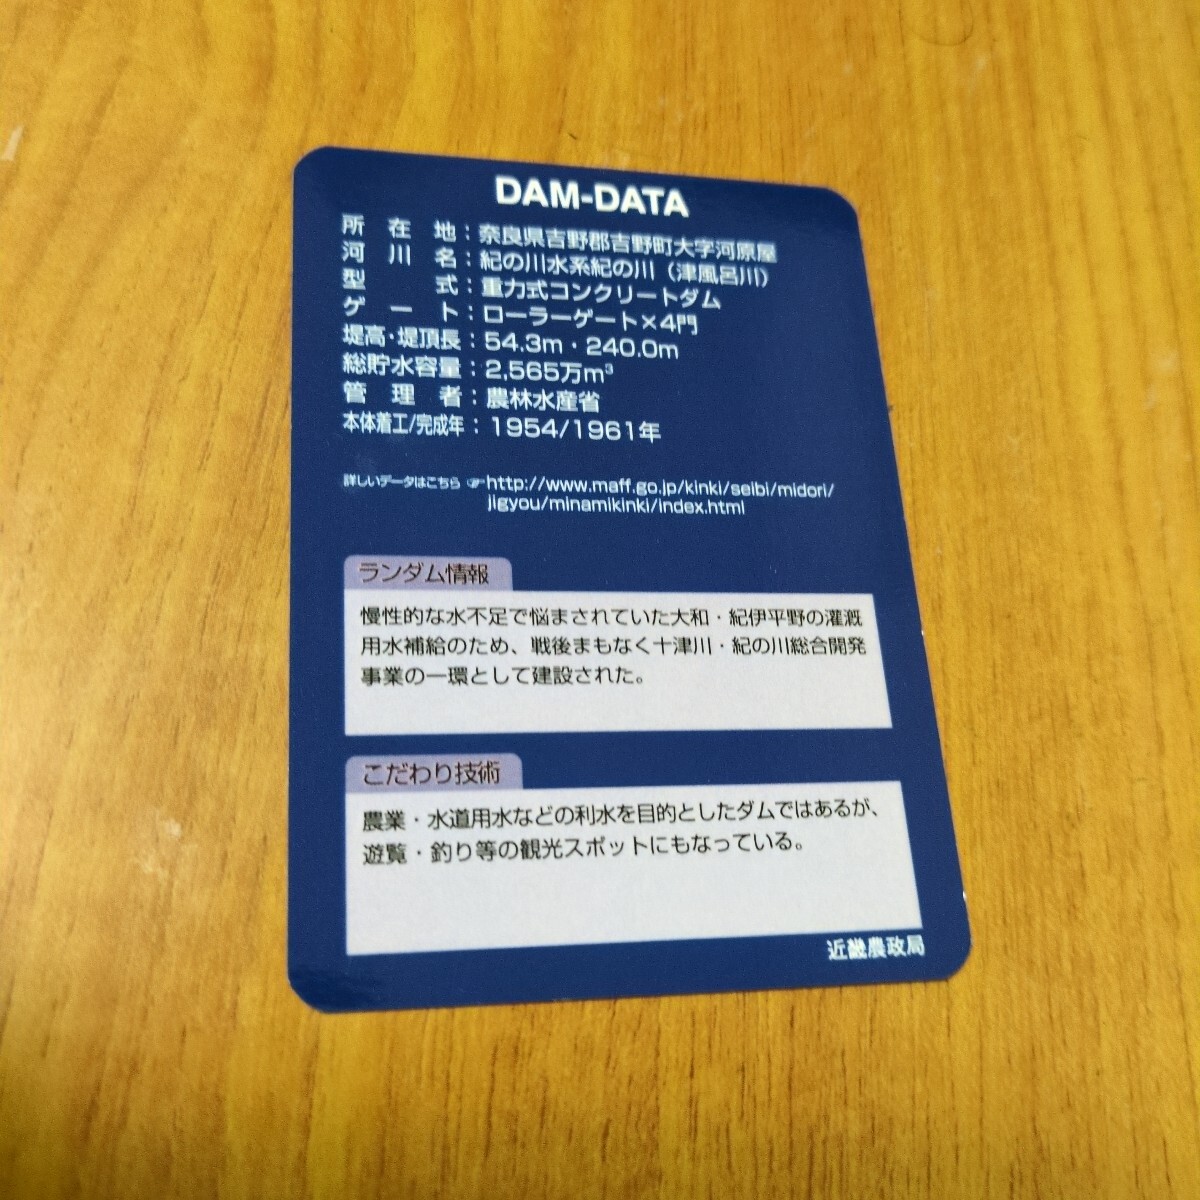 DAM-DATA
所在地：奈良県吉野郡吉野町大字河原屋
河川名：紀の川水系紀の川（津風呂川）
型式：重力式コンクリートダム
ゲート：ローラーゲート×4門
堤高・堤頂長：54.3m・240.0m
総貯水容量：2,565万m³
管理者：農林水産省
本体着工/完成年：1954/1961年
詳しいデータはこちら☞http://www.maff.go.jp/kinki/seibi/midori/
jigyou/minamikinki/index.html
ランダム情報
慢性的な水不足で悩まされていた大和・紀伊平野の灌漑
用水補給のため、戦後まもなく十津川・紀の川総合開発
事業の一環として建設された。
こだわり技術
農業・水道用水などの利水を目的としたダムではあるが、
遊覧・釣り等の観光スポットにもなっている。
近畿農政局